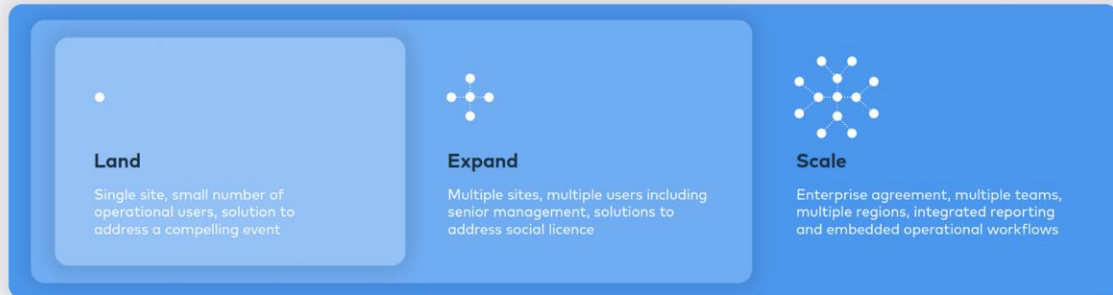 Land
Single site, small number of
operational users, solution to
address a compelling event
Expand
Multiple sites, multiple users including
senior management, solutions to
address social licence
Scale
Enterprise agreement, multiple teams,
multiple regions, integrated reporting
and embedded operational workflows